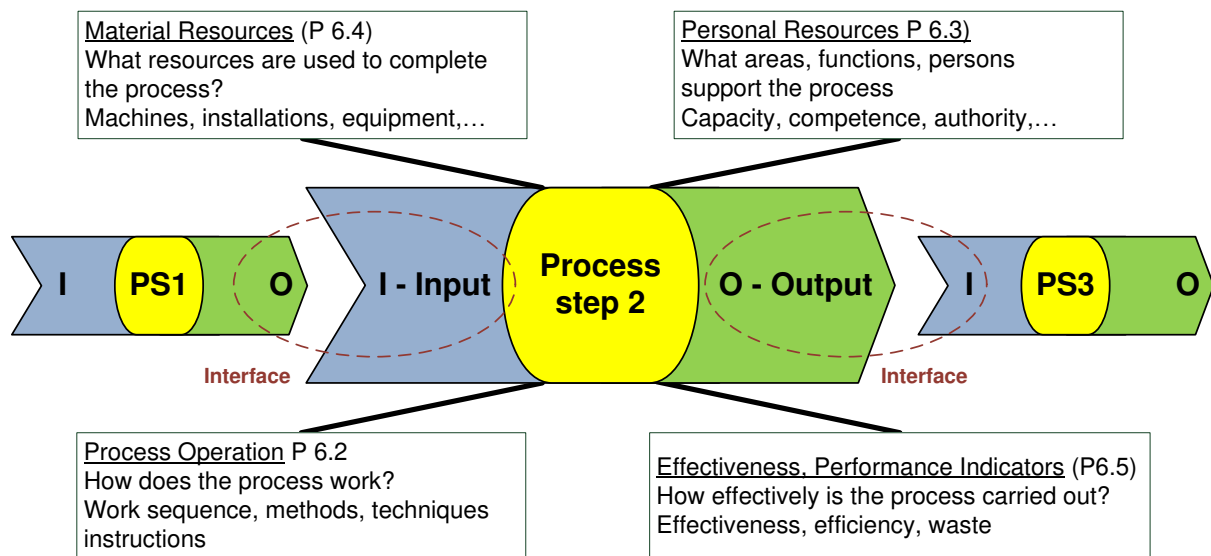 Material Resources (P 6.4)
What resources are used to complete
the process?
Machines, installations, equipment,…
Personal Resources P 6.3)
What areas, functions, persons
support the process
Capacity, competence, authority,…
I
PS1
O
I - Input
Process
step 2
O - Output
I
PS3
O
Interface
Interface
Process Operation P 6.2
How does the process work?
Work sequence, methods, techniques
instructions
Effectiveness, Performance Indicators (P6.5)
How effectively is the process carried out?
Effectiveness, efficiency, waste